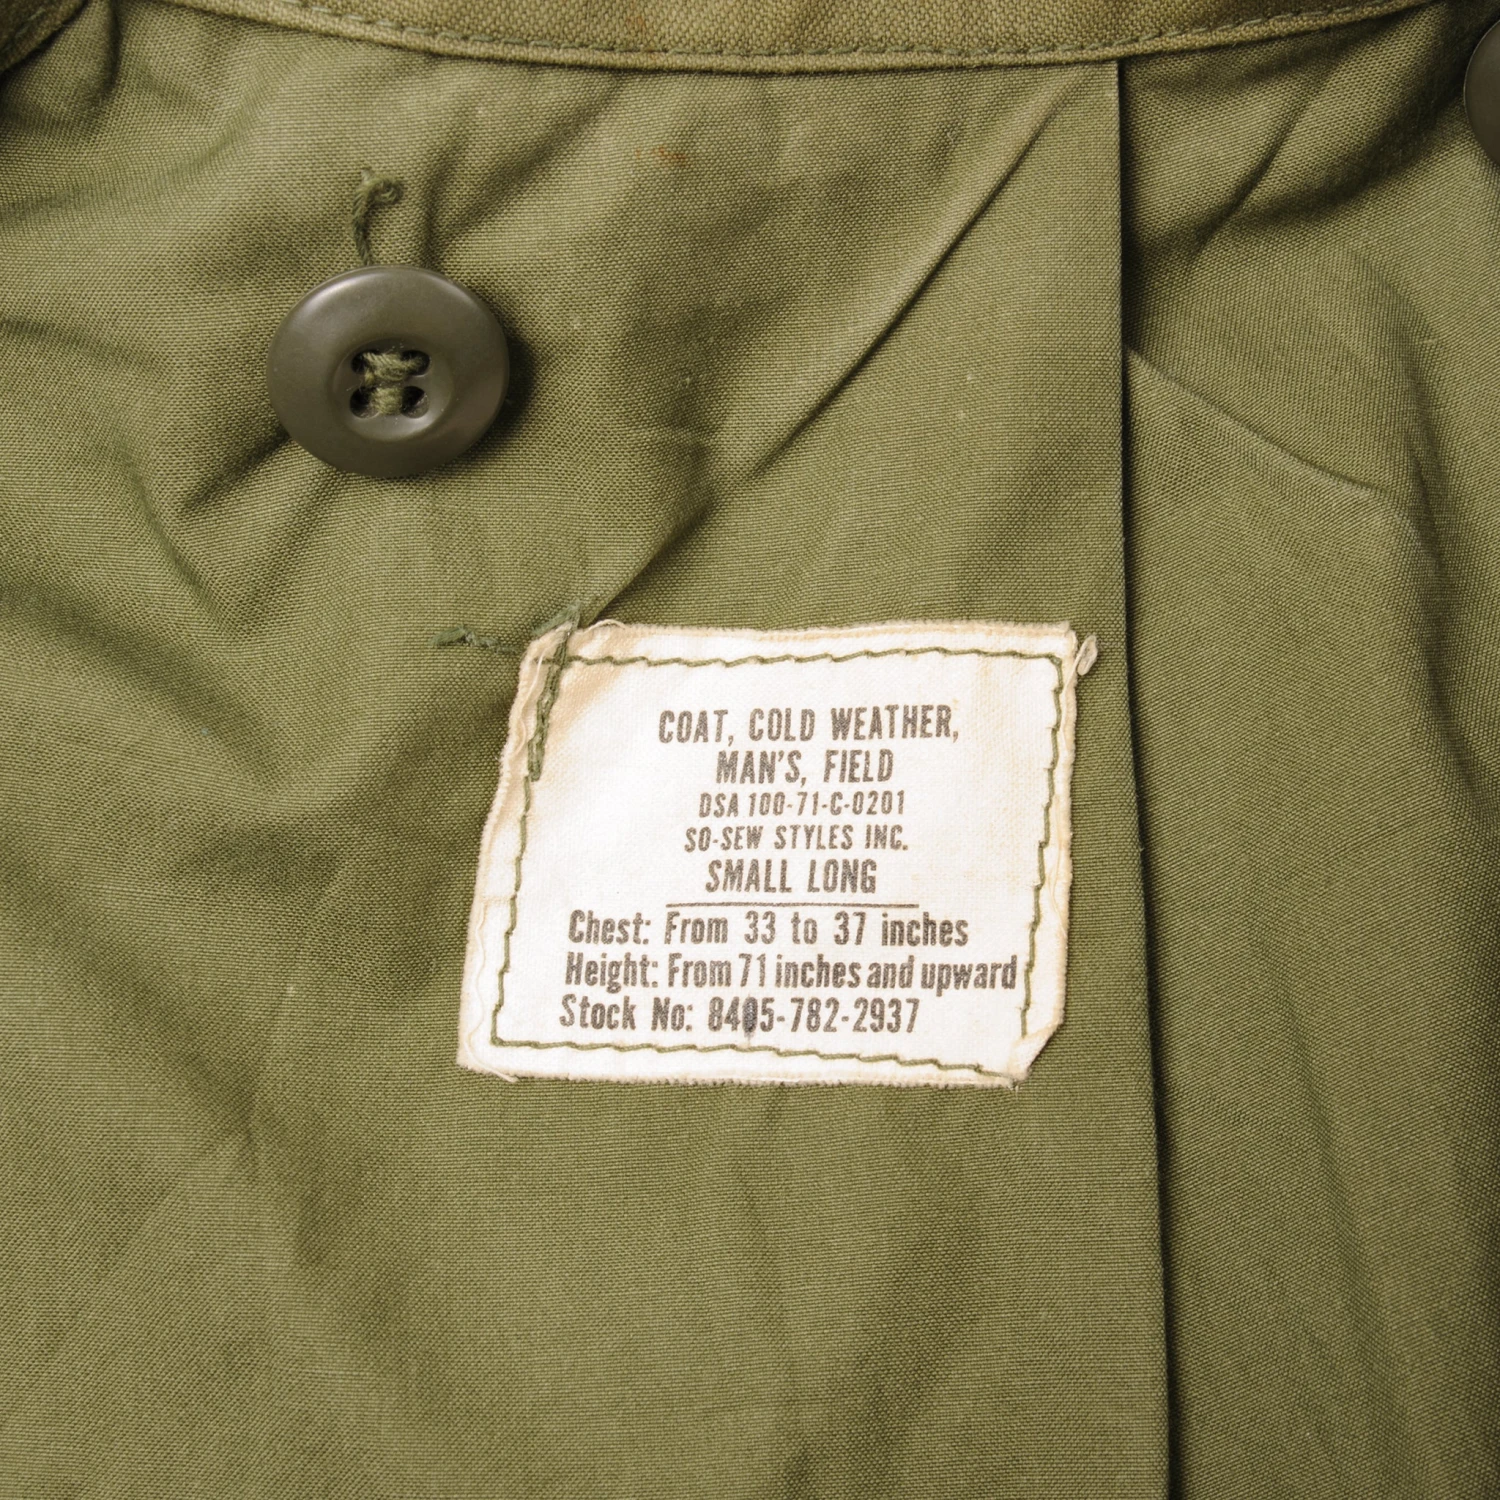 COAT, COLD WEATHER,
MAN'S, FIELD
DSA 100-71-C-0201
SO-SEW STYLES INC.
SMALL LONG
Chest: From 33 to 37 inches
Height: From 71 inches and upward
Stock No: 8405-782-2937